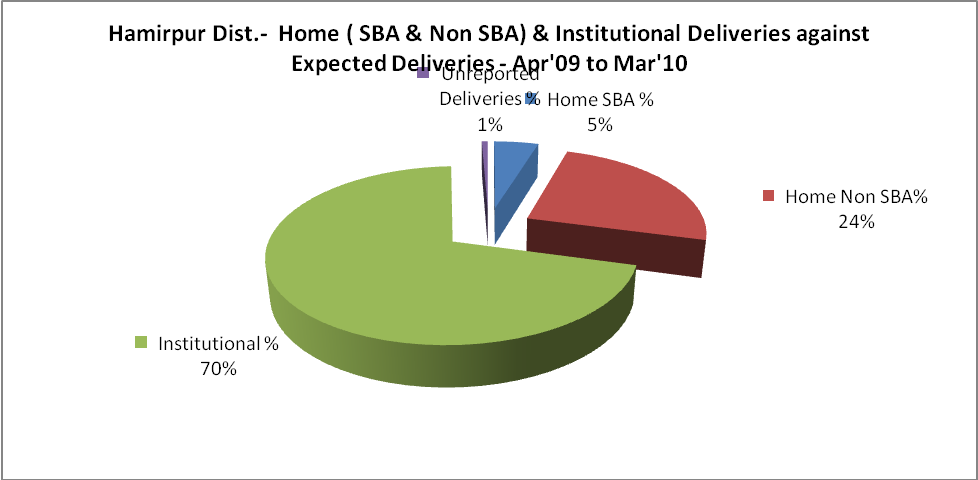 Hamirpur Dist.- Home ( SBA & Non SBA) & Institutional Deliveries against
Expected Deliveries - Apr'09 to Mar'10
Unreported
Deliveries %
1%
Home SBA %
5%
Home Non SBA%
24%
Institutional %
70%